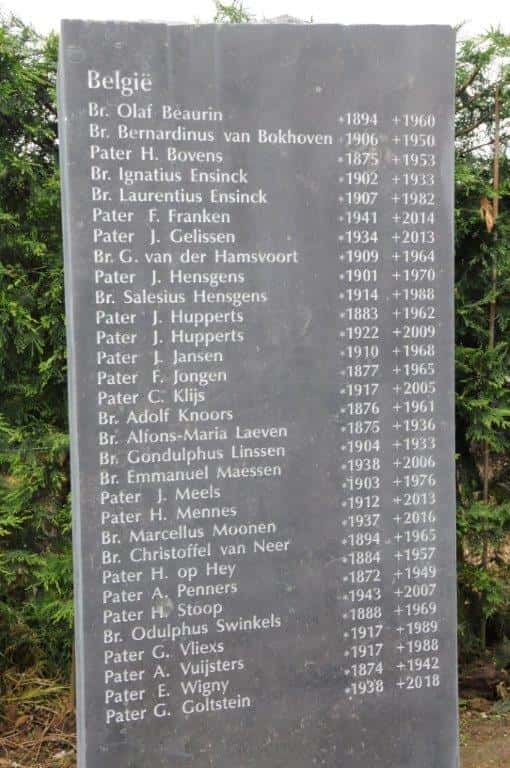 België
Br. Olaf Beaurin *1894 +1960
Br. Bernardinus van Bokhoven *1906 +1950
Pater H. Bovens *1875 +1953
Br. Ignatius Ensinck *1902 +1933
Br. Laurentius Ensinck *1907 +1982
Pater F. Franken *1941 +2014
Pater J. Gelissen *1934 +2013
Br. G. van der Hamsvoort *1909 +1964
Pater J. Hensgens *1901 +1970
Br. Salesius Hensgens *1914 +1988
Pater J. Hupperts *1883 +1962
Pater J. Hupperts *1922 +2009
Pater J. Jansen *1910 +1968
Pater F. Jongen *1877 +1965
Pater C. Klijs *1917 +2005
Br. Adolf Knoors *1876 +1961
Br. Alfons-Maria Laeven *1875 +1936
Br. Gondulphus Linssen *1904 +1933
Br. Emmanuel Maessen *1938 +2006
Pater J. Meels *1903 +1976
Pater H. Mennes *1912 +2013
Br. Marcellus Moonen *1937 +2016
Br. Christoffel van Neer *1894 +1965
Pater H. op Hey *1884 +1957
Pater A. Penners *1872 +1949
Pater H. Stoop *1943 +2007
Br. Odulphus Swinkels *1888 +1969
Pater G. Vliexs *1917 +1989
Pater A. Vuijsters *1917 +1988
Pater E. Wigny *1874 +1942
Pater G. Goltstein *1938 +2018